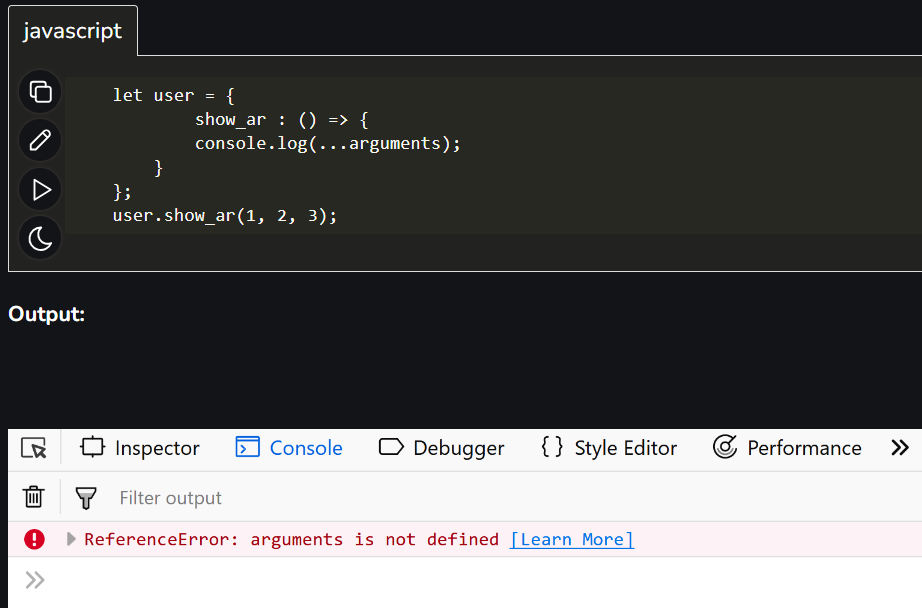 javascript
let user = {
show_ar : () => {
console.log(...arguments);
}
};
user.show_ar(1, 2, 3);
Output:
Inspector Console Debugger {} Style Editor Performance
Filter output
ReferenceError: arguments is not defined [Learn More]